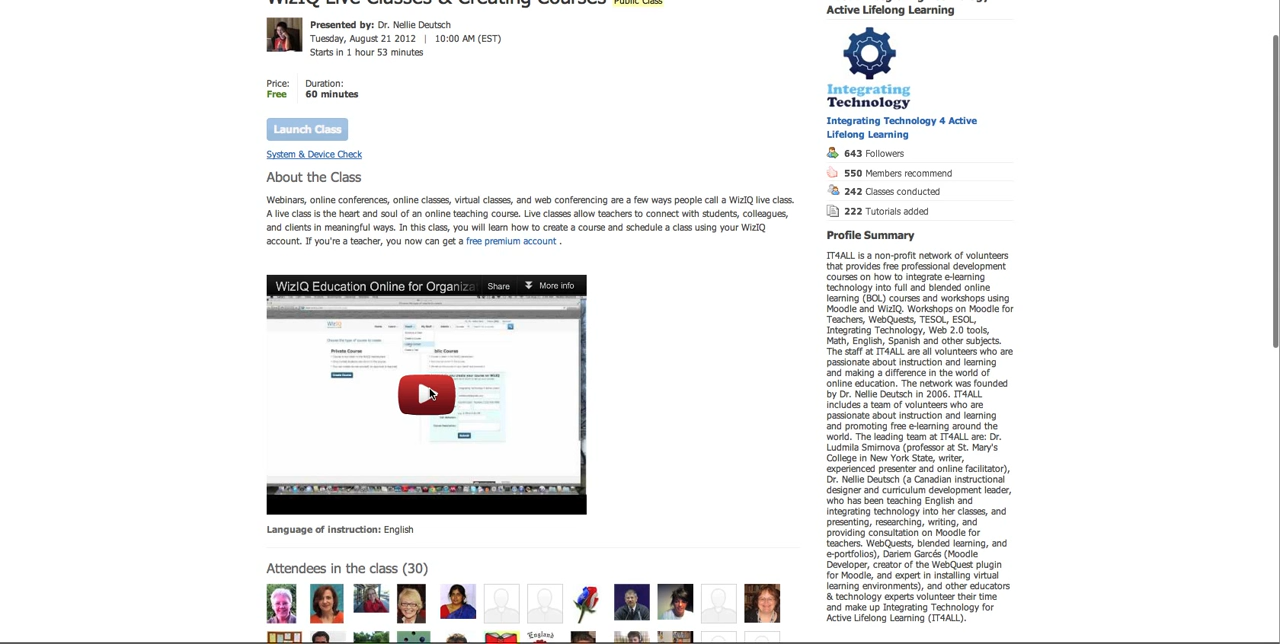 WizIQ Live Classes & Creating Courses Public Class
Presented by: Dr. Nellie Deutsch
Tuesday, August 21 2012 | 10:00 AM (EST)
Starts in 1 hour 53 minutes
Price: Duration:
Free 60 minutes
Launch Class
System & Device Check
About the Class
Webinars, online conferences, online classes, virtual classes, and web conferencing are a few ways people call a WizIQ live class.
A live class is the heart and soul of an online teaching course. Live classes allow teachers to connect with students, colleagues,
and clients in meaningful ways. In this class, you will learn how to create a course and schedule a class using your WizIQ
account. If you're a teacher, you now can get a free premium account .
WizIQ Education Online for Organiza Share More info
Private Course
Language of instruction: English
Attendees in the class (30)
England
Active Lifelong Learning
Integrating
Technology
Integrating Technology 4 Active
Lifelong Learning
643 Followers
550 Members recommend
242 Classes conducted
222 Tutorials added
Profile Summary
IT4ALL is a non-profit network of volunteers
that provides free professional development
courses on how to integrate e-learning
technology into full and blended online
learning (BOL) courses and workshops using
Moodle and WizIQ. Workshops on Moodle for
Teachers, WebQuests, TESOL, ESOL,
Integrating Technology, Web 2.0 tools,
Math, English, Spanish and other subjects.
The staff at IT4ALL are all volunteers who are
passionate about instruction and learning
and making a difference in the world of
online education. The network was founded
by Dr. Nellie Deutsch in 2006. IT4ALL
includes a team of volunteers who are
passionate about instruction and learning
and promoting free e-learning around the
world. The leading team at IT4ALL are: Dr.
Ludmila Smirnova (professor at St. Mary's
College in New York State, writer,
experienced presenter and online facilitator),
Dr. Nellie Deutsch (a Canadian instructional
designer and curriculum development leader,
who has been teaching English and
integrating technology into her classes, and
presenting, researching, writing, and
providing consultation on Moodle for
teachers. WebQuests, blended learning, and
e-portfolios), Dariem Garcés (Moodle
Developer, creator of the WebQuest plugin
for Moodle, and expert in installing virtual
learning environments), and other educators
& technology experts volunteer their time
and make up Integrating Technology for
Active Lifelong Learning (IT4ALL).